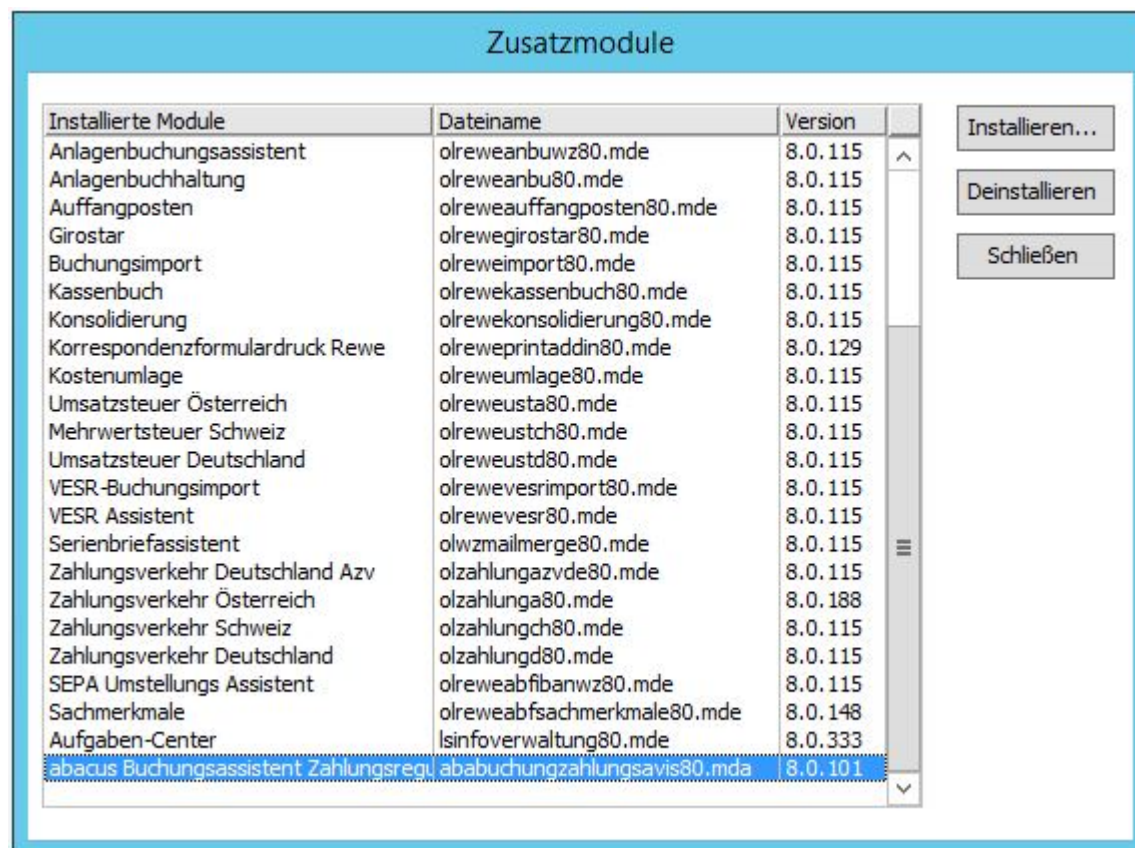 Zusatzmodule
Installierte Module Dateiname Version
Anlagenbuchungsassistent olreweanbuwz80.mde 8.0.115
Anlagenbuchhaltung olreweanbu80.mde 8.0.115
Auffangposten olreweauffangposten80.mde 8.0.115
Girostar olrewegirostar80.mde 8.0.115
Buchungsimport olreweimport80.mde 8.0.115
Kassenbuch olrewekassenbuch80.mde 8.0.115
Konsolidierung olrewekonsolidierung80.mde 8.0.115
Korrespondenzformulardruck Rewe olreweprintaddin80.mde 8.0.129
Kostenumlage olreweumlage80.mde 8.0.115
Umsatzsteuer Österreich olreweusta80.mde 8.0.115
Mehrwertsteuer Schweiz olreweustch80.mde 8.0.115
Umsatzsteuer Deutschland olreweustd80.mde 8.0.115
VESR-Buchungsimport olrewevesrimport80.mde 8.0.115
VESR Assistent olrewevesr80.mde 8.0.115
Serienbriefassistent olwzmailmerge80.mde 8.0.115
Zahlungsverkehr Deutschland Azv olzahlungazvde80.mde 8.0.115
Zahlungsverkehr Österreich olzahlunga80.mde 8.0.188
Zahlungsverkehr Schweiz olzahlungch80.mde 8.0.115
Zahlungsverkehr Deutschland olzahlungd80.mde 8.0.115
SEPA Umstellungs Assistent olreweabfibanwz80.mde 8.0.115
Sachmerkmale olreweabfsachmerkmale80.mde 8.0.148
Aufgaben-Center lsinfoverwaltung80.mde 8.0.333
abacus Buchungsassistent Zahlungsregu ababuchungzahlungsavis80.mda 8.0.101
Installieren...
Deinstallieren
Schließen